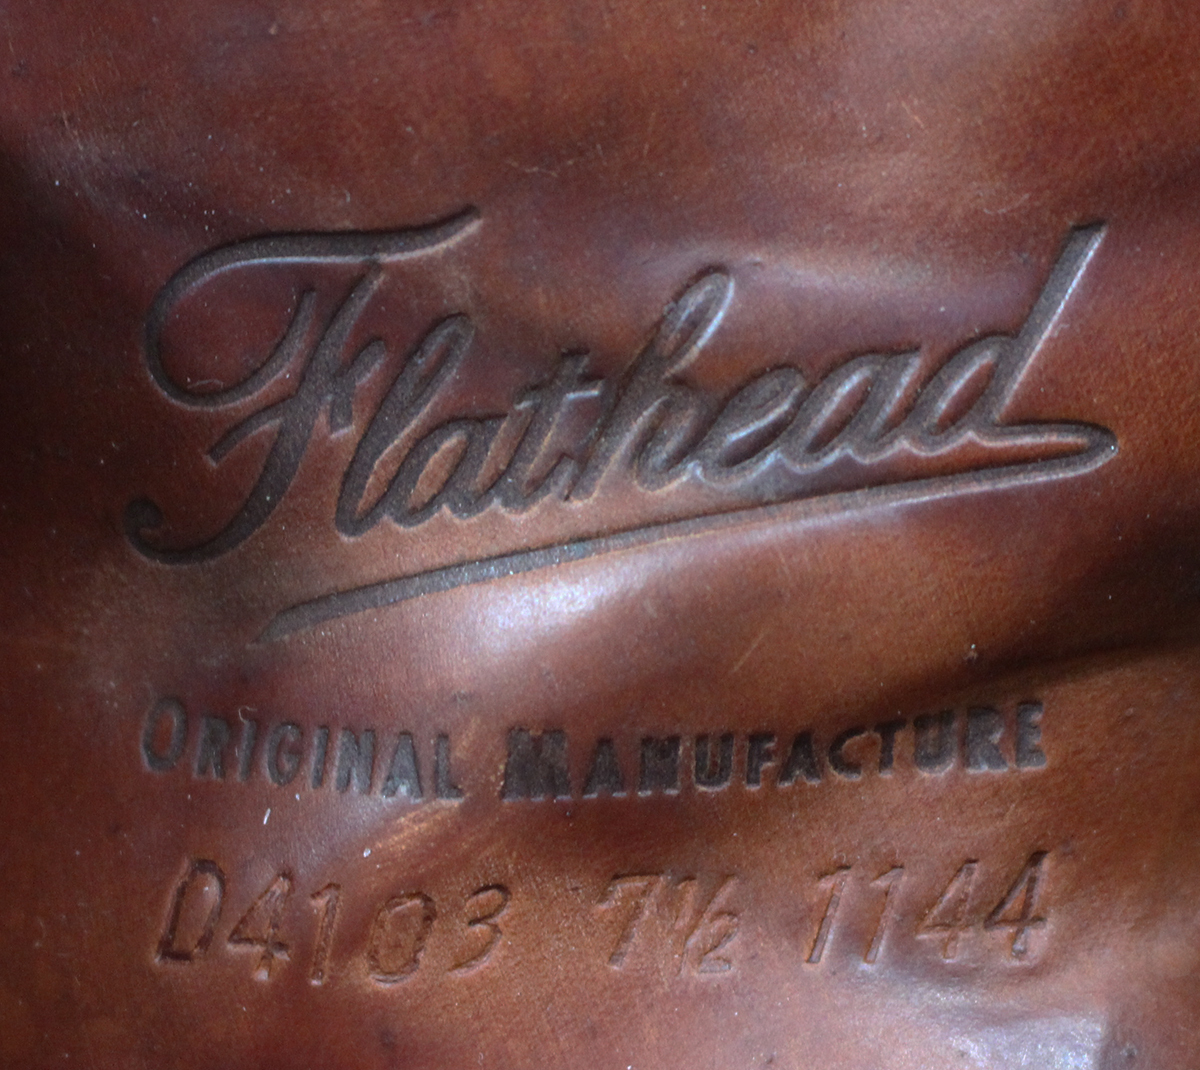 Flathead
ORIGINAL MANUFACTURE
D4103 7½ 1144